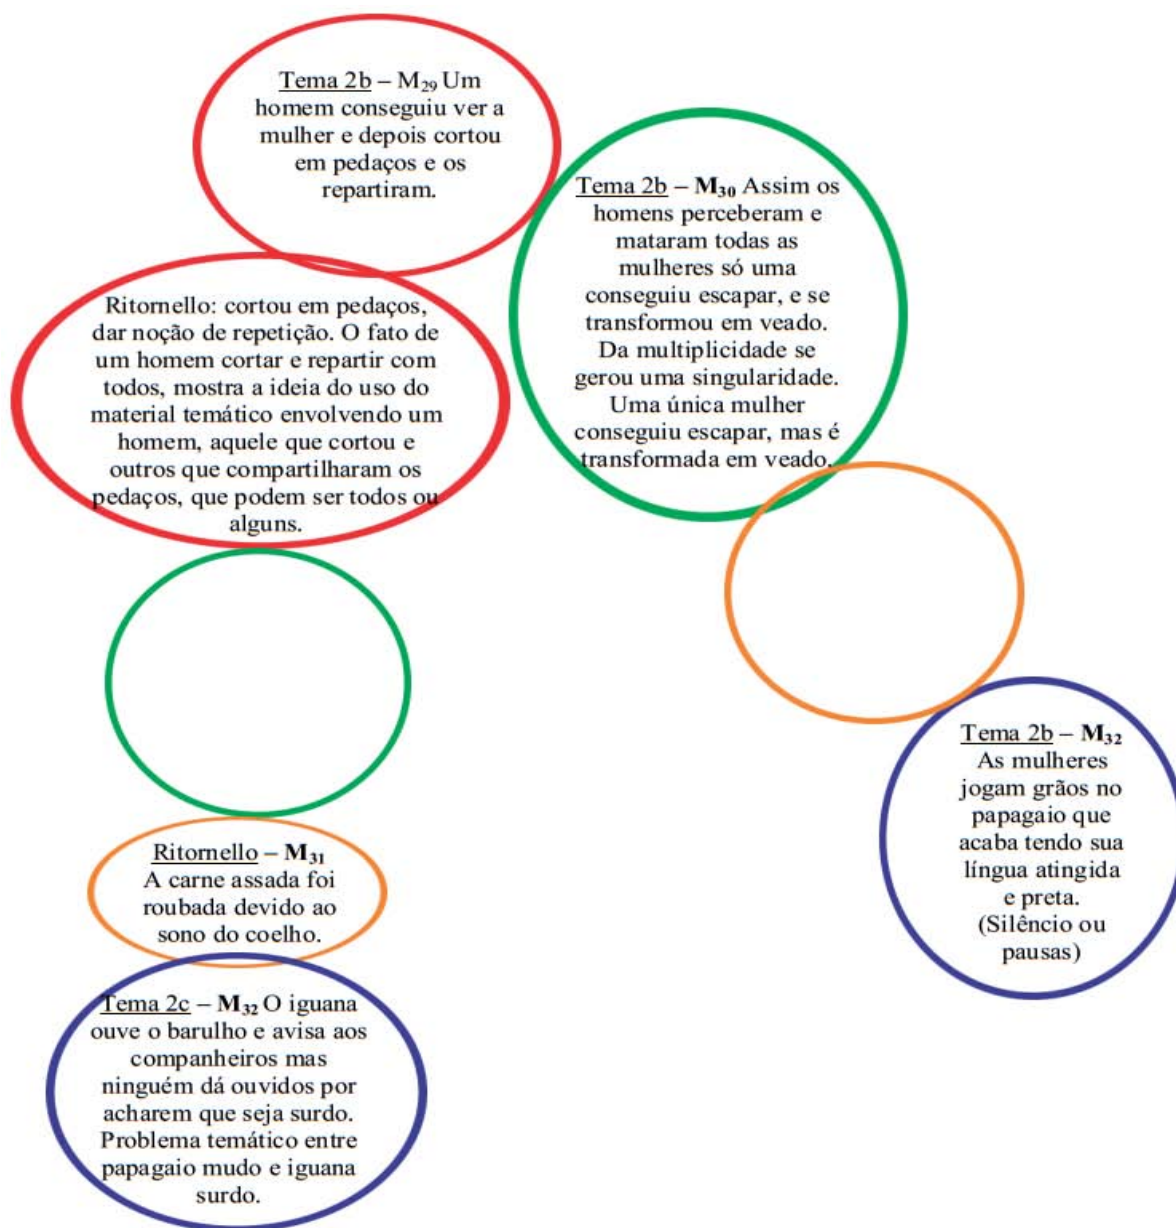 Tema 2b – M29 Um
homem conseguiu ver a
mulher e depois cortou
em pedaços e os
repartiram.
Tema 2b – M30 Assim os
homens perceberam e
mataram todas as
mulheres só uma
conseguiu escapar, e se
transformou em veado.
Da multiplicidade se
gerou uma singularidade.
Uma única mulher
conseguiu escapar, mas é
transformada em veado.
Ritornello: cortou em pedaços,
dar noção de repetição. O fato de
um homem cortar e repartir com
todos, mostra a ideia do uso do
material temático envolvendo um
homem, aquele que cortou e
outros que compartilharam os
pedaços, que podem ser todos ou
alguns.
Tema 2b – M32
As mulheres
jogam grãos no
papagaio que
acaba tendo sua
língua atingida
e preta.
(Silêncio ou
pausas)
Ritornello – M31
A carne assada foi
roubada devido ao
sono do coelho.
Tema 2c – M32 O iguana
ouve o barulho e avisa aos
companheiros mas
ninguém dá ouvidos por
acharem que seja surdo.
Problema temático entre
papagaio mudo e iguana
surdo.